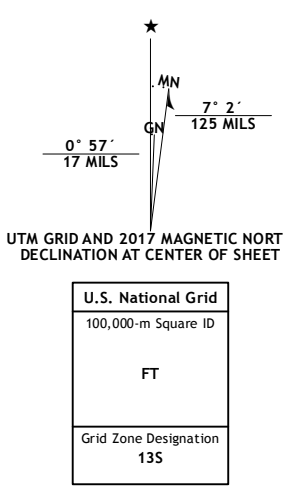 ★
MN
GN
7° 2´
125 MILS
0° 57´
17 MILS
UTM GRID AND 2017 MAGNETIC NORT
DECLINATION AT CENTER OF SHEET
U.S. National Grid
100,000-m Square ID
FT
Grid Zone Designation
13S